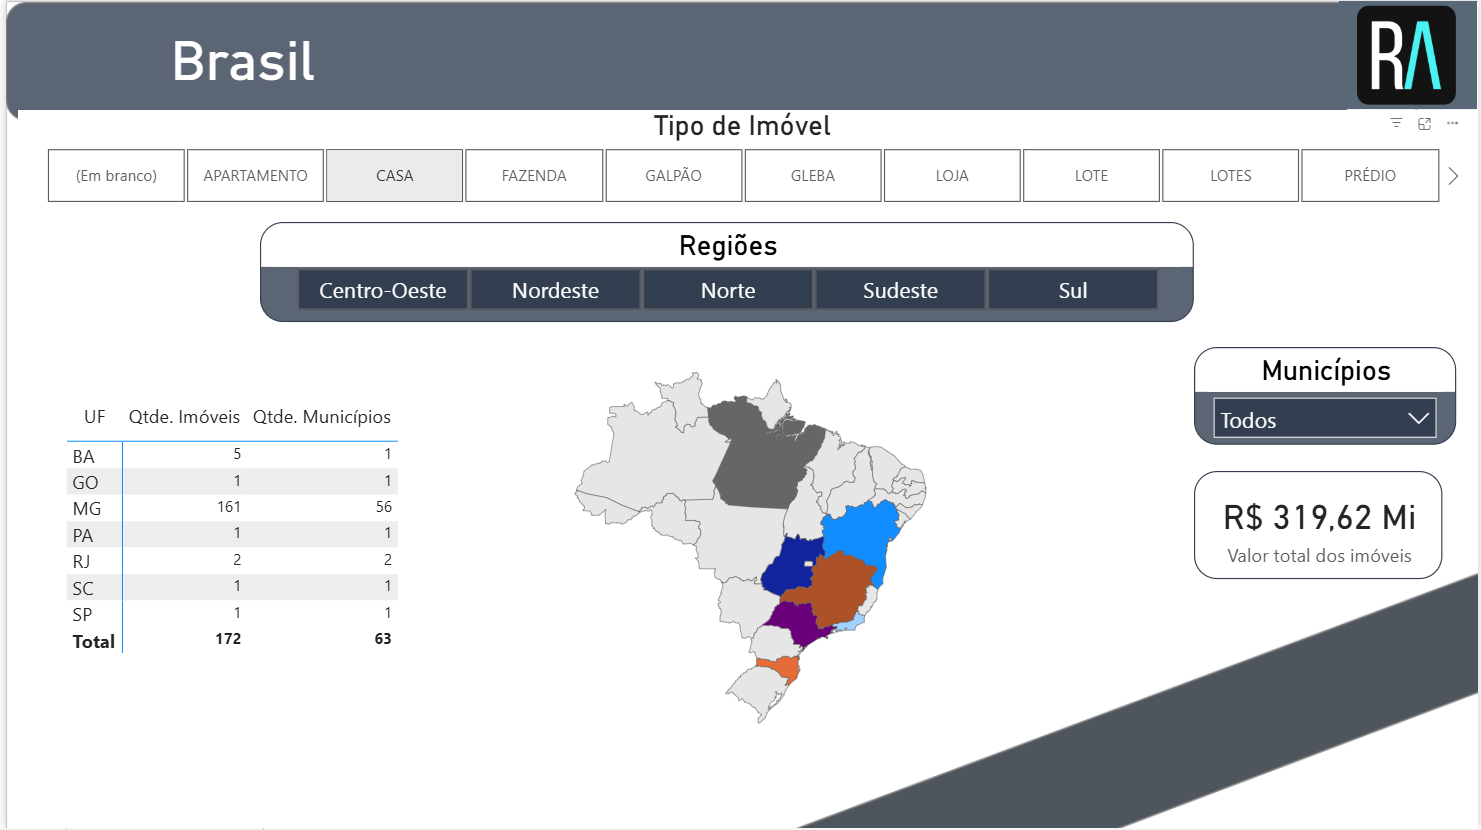 Brasil
RA
Tipo de Imóvel
(Em branco) APARTAMENTO CASA FAZENDA GALPÃO GLEBA LOJA LOTE LOTES PRÉDIO
Regiões
Centro-Oeste Nordeste Norte Sudeste Sul
Municípios
Todos
UF Qtde. Imóveis Qtde. Municípios
BA 5 1
GO 1 1
MG 161 56
PA 1 1
RJ 2 2
SC 1 1
SP 1 1
Total 172 63
R$ 319,62 Mi
Valor total dos imóveis